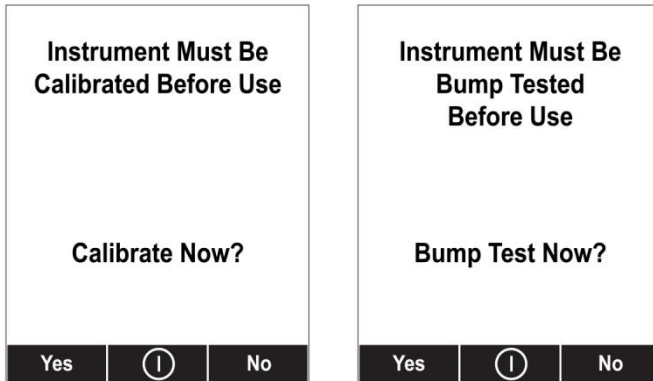 Instrument Must Be
Calibrated Before Use
Calibrate Now?
Yes
No
Instrument Must Be
Bump Tested
Before Use
Bump Test Now?
Yes
No